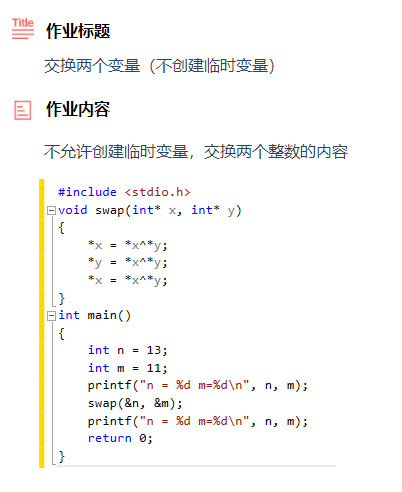 Title
作业标题
交换两个变量（不创建临时变量）
作业内容
不允许创建临时变量，交换两个整数的内容
#include <stdio.h>
void swap(int* x, int* y)
{
    *x = *x^*y;
    *y = *x^*y;
    *x = *x^*y;
}
int main()
{
    int n = 13;
    int m = 11;
    printf("n = %d m=%d\n", n, m);
    swap(&n, &m);
    printf("n = %d m=%d\n", n, m);
    return 0;
}